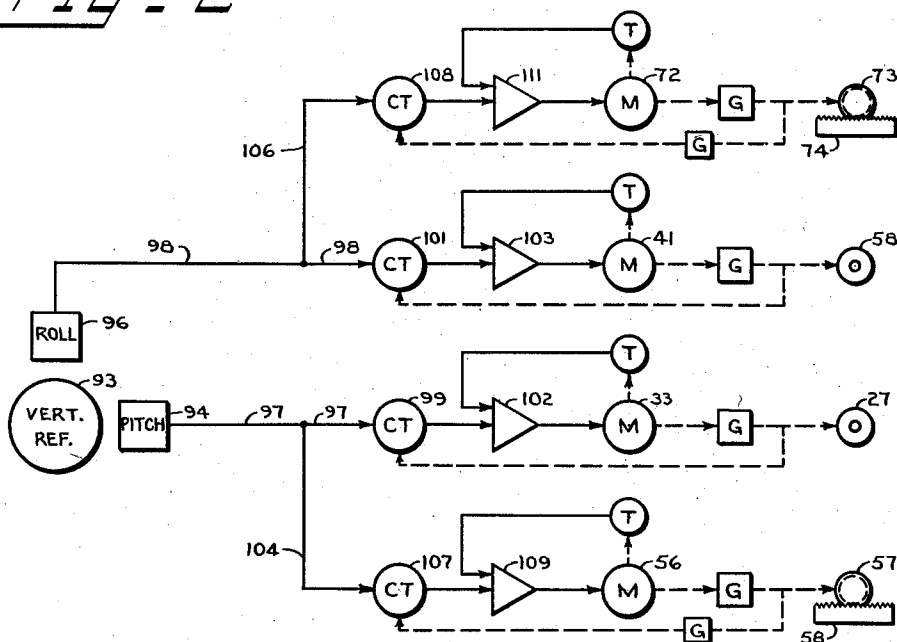 T
108
111
72
73
CT
M
G
106
G
74
T
98
98
101
103
41
58
CT
M
G
O
ROLL
96
T
93
VERT.
REF.
PITCH
94
97
97
99
102
33
27
CT
M
G
O
T
104
107
109
56
57
CT
M
G
G
58